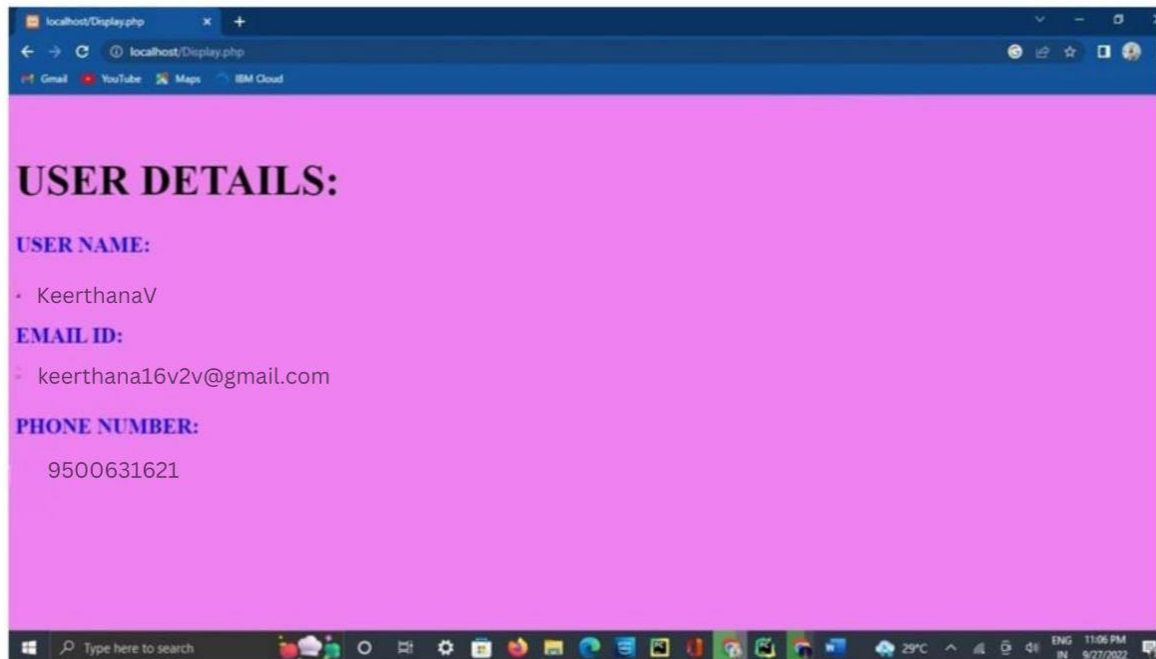 localhost/Display.php
localhost/Display.php
Gmail YouTube Maps IBM Cloud
USER DETAILS:
USER NAME:
KeerthanaV
EMAIL ID:
keerthana16v2v@gmail.com
PHONE NUMBER:
9500631621
Type here to search 29°C ENG 11:06 PM
IN 9/27/2022